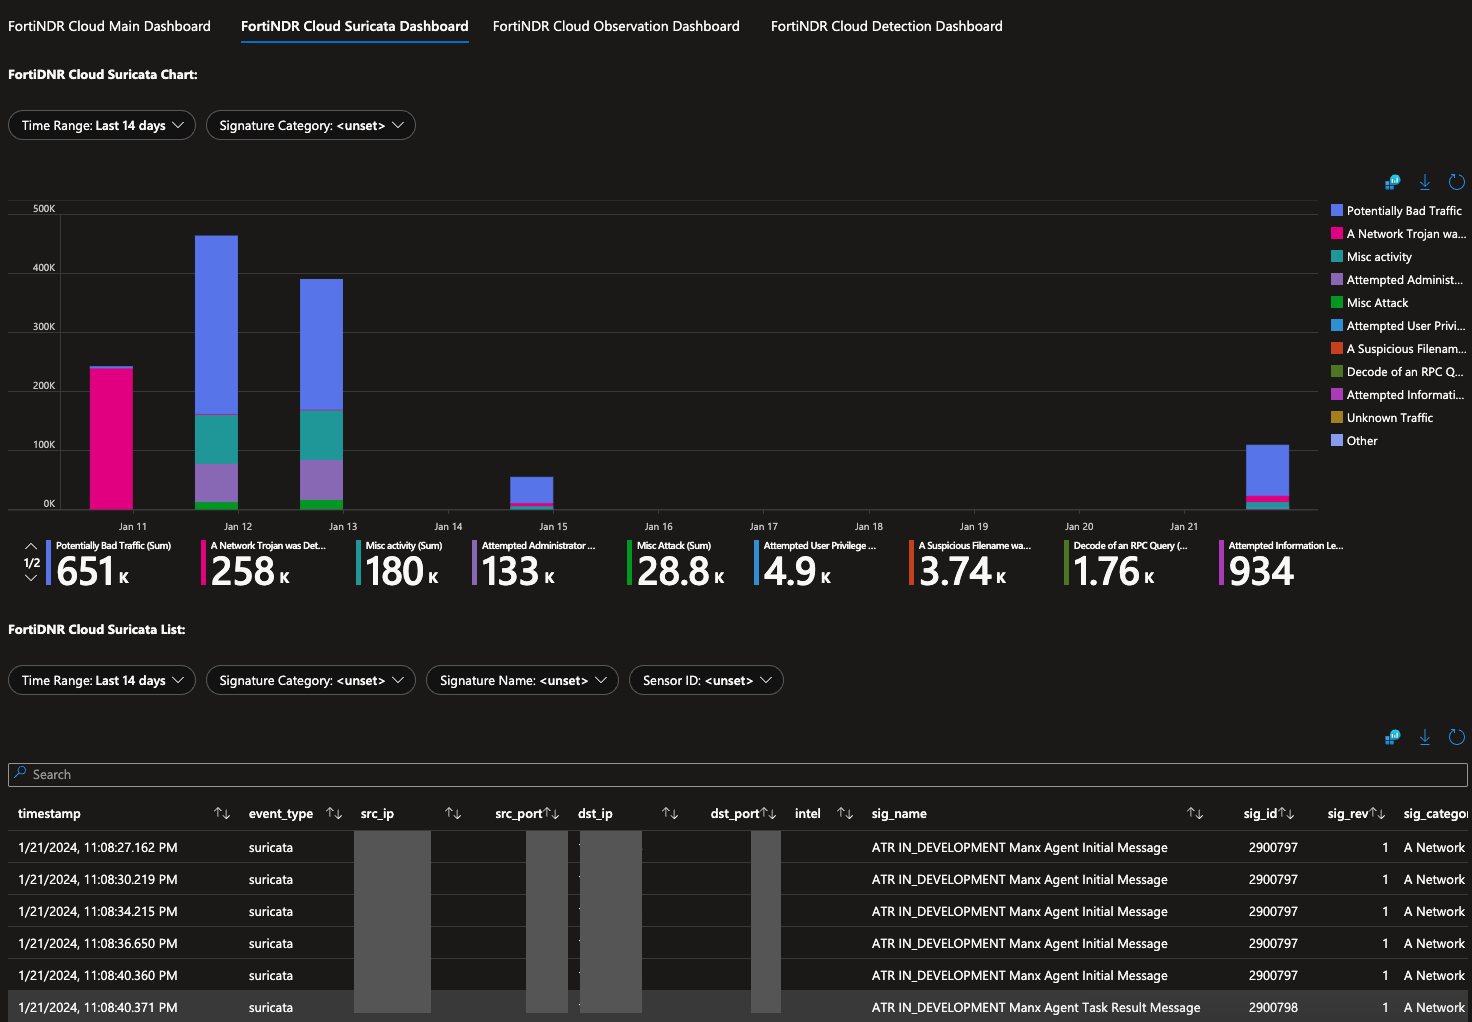 FortiNDR Cloud Main Dashboard FortiNDR Cloud Suricata Dashboard FortiNDR Cloud Observation Dashboard FortiNDR Cloud Detection Dashboard
FortiDNR Cloud Suricata Chart:
Time Range: Last 14 days Signature Category: <unset>
500K
400K
300K
200K
100K
0K
Jan 11 Jan 12 Jan 13 Jan 14 Jan 15 Jan 16 Jan 17 Jan 18 Jan 19 Jan 20 Jan 21
Potentially Bad Traffic
A Network Trojan wa...
Misc activity
Attempted Administ...
Misc Attack
Attempted User Privi...
A Suspicious Filenam...
Decode of an RPC Q...
Attempted Informati...
Unknown Traffic
Other
1/2
Potentially Bad Traffic (Sum) A Network Trojan was Det... Misc activity (Sum) Attempted Administrator ... Misc Attack (Sum) Attempted User Privilege ... A Suspicious Filename wa... Decode of an RPC Query (... Attempted Information Le...
651 K 258 K 180 K 133 K 28.8 K 4.9 K 3.74 K 1.76 K 934
FortiDNR Cloud Suricata List:
Time Range: Last 14 days Signature Category: <unset> Signature Name: <unset> Sensor ID: <unset>
Search
timestamp event_type src_ip src_port dst_ip dst_port intel sig_name sig_id sig_rev sig_categor
1/21/2024, 11:08:27.162 PM suricata ATR IN_DEVELOPMENT Manx Agent Initial Message 2900797 1 A Network
1/21/2024, 11:08:30.219 PM suricata ATR IN_DEVELOPMENT Manx Agent Initial Message 2900797 1 A Network
1/21/2024, 11:08:34.215 PM suricata ATR IN_DEVELOPMENT Manx Agent Initial Message 2900797 1 A Network
1/21/2024, 11:08:36.650 PM suricata ATR IN_DEVELOPMENT Manx Agent Initial Message 2900797 1 A Network
1/21/2024, 11:08:40.360 PM suricata ATR IN_DEVELOPMENT Manx Agent Initial Message 2900797 1 A Network
1/21/2024, 11:08:40.371 PM suricata ATR IN_DEVELOPMENT Manx Agent Task Result Message 2900798 1 A Network